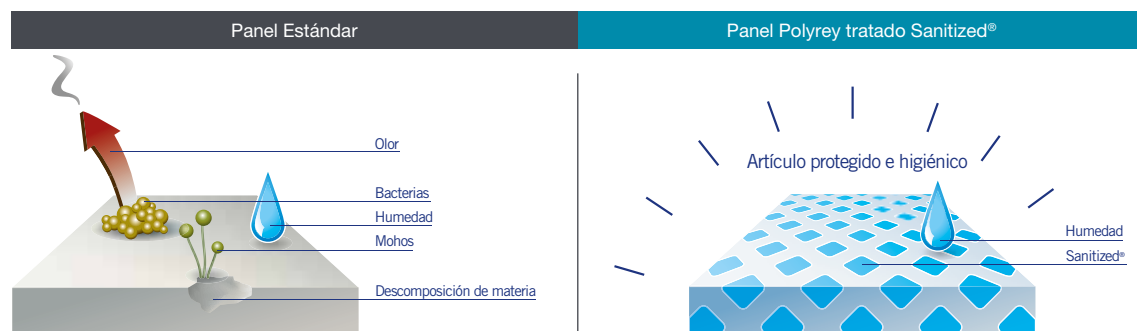 Panel Estándar
Panel Polyrey tratado Sanitized®
Olor
Bacterias
Humedad
Mohos
Descomposición de materia
Artículo protegido e higiénico
Humedad
Sanitized®